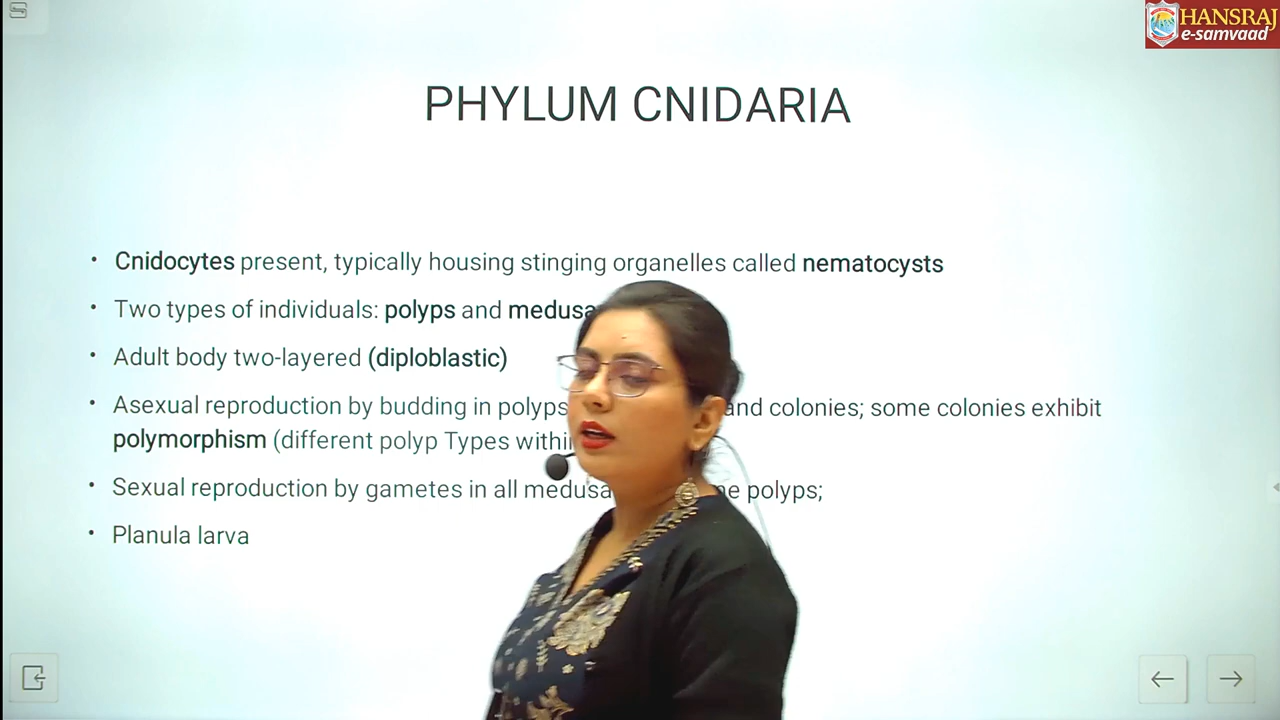 HANSRAJ
e-samvaad
PHYLUM CNIDARIA
• Cnidocytes present, typically housing stinging organelles called nematocysts
• Two types of individuals: polyps and medusa
• Adult body two-layered (diploblastic)
• Asexual reproduction by budding in polyps and colonies; some colonies exhibit
polymorphism (different polyp Types
• Sexual reproduction by gametes in all medusa polyps;
• Planula larva